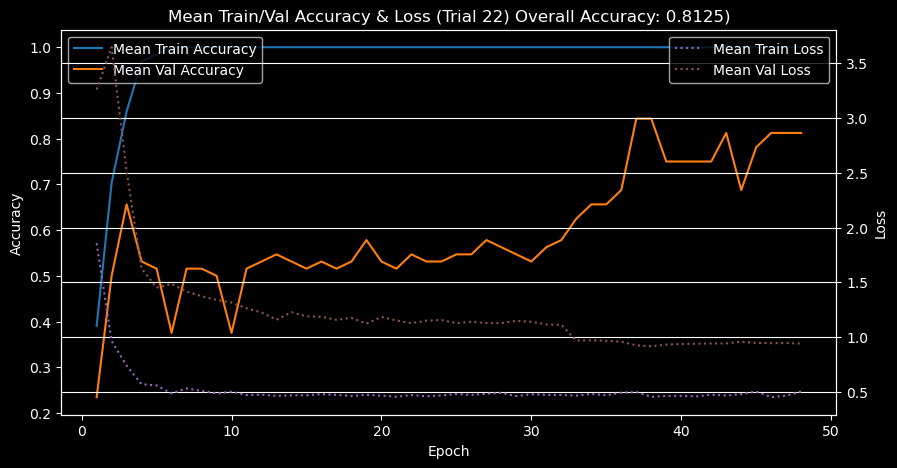 Mean Train/Val Accuracy & Loss (Trial 22) Overall Accuracy: 0.8125)
Mean Train Accuracy
Mean Val Accuracy
Mean Train Loss
Mean Val Loss
1.0
0.9
0.8
0.7
0.6
0.5
0.4
0.3
0.2
Accuracy
3.5
3.0
2.5
2.0
1.5
1.0
0.5
Loss
0 10 20 30 40 50
Epoch